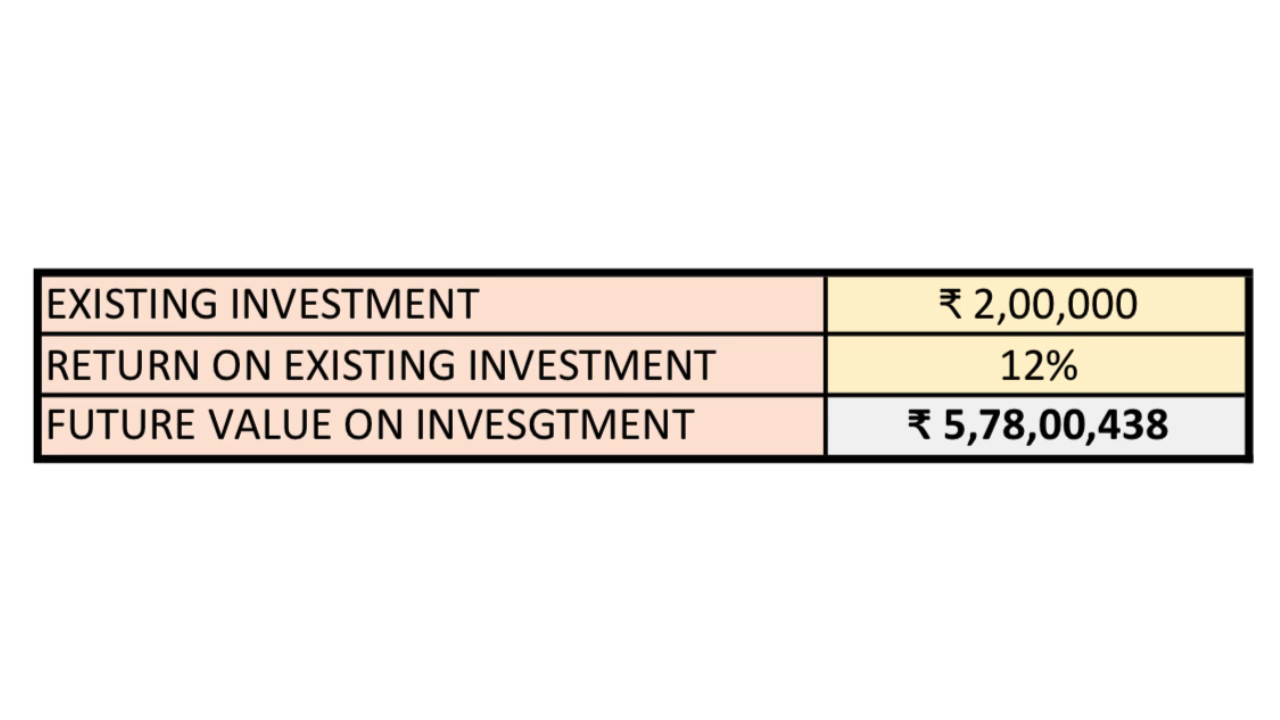 EXISTING INVESTMENT ₹ 2,00,000
RETURN ON EXISTING INVESTMENT 12%
FUTURE VALUE ON INVESGTMENT ₹ 5,78,00,438